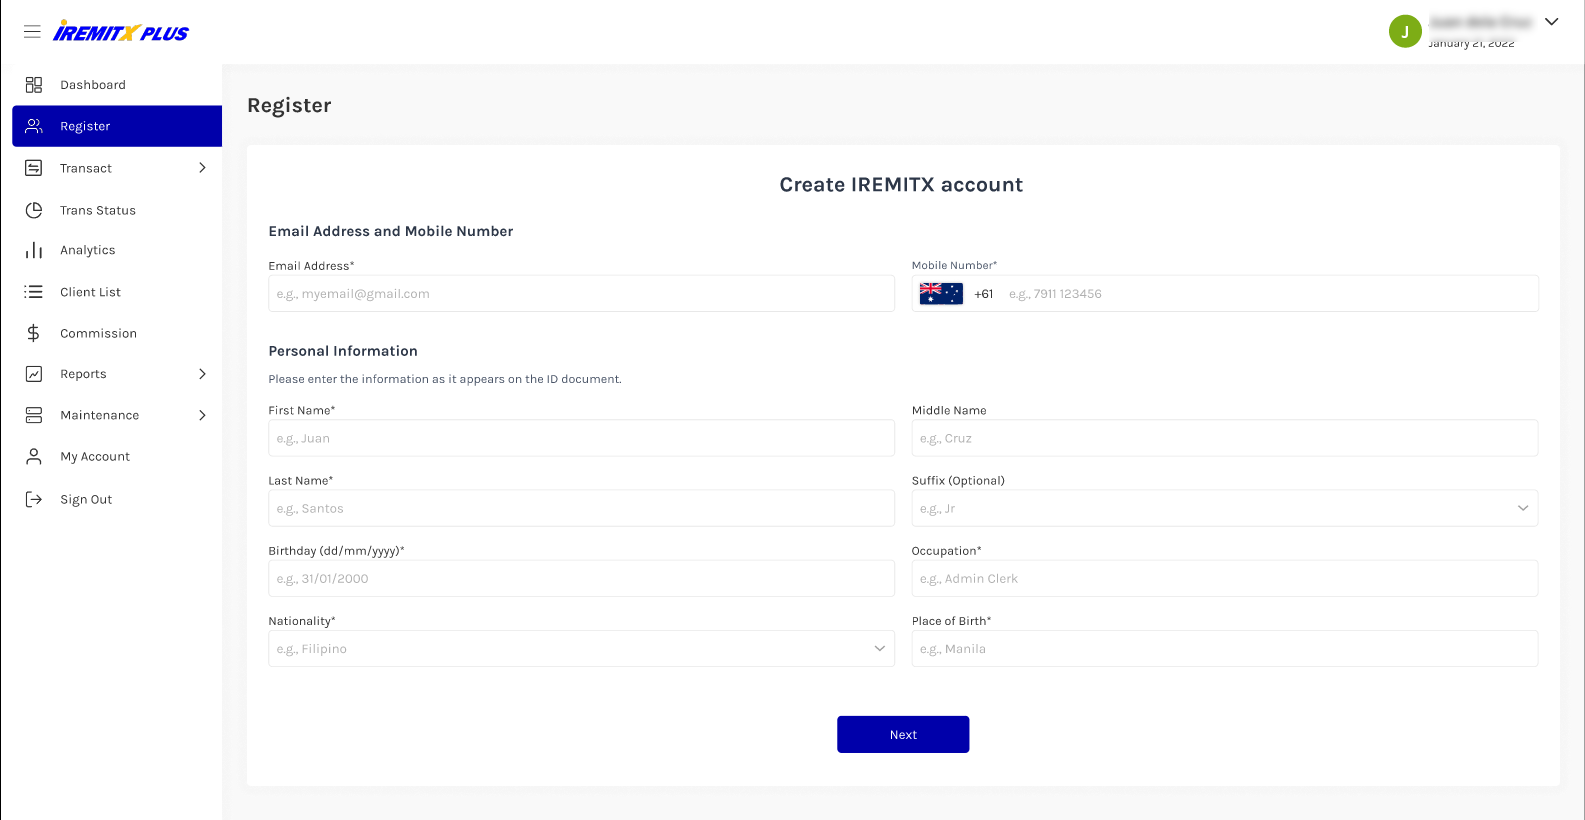 iREMITX PLUS
J
January 21, 2022
Dashboard
Register
Transact
Trans Status
Analytics
Client List
Commission
Reports
Maintenance
My Account
Sign Out
Register
Create IREMITX account
Email Address and Mobile Number
Email Address*
Mobile Number*
e.g., myemail@gmail.com
+61 e.g., 7911 123456
Personal Information
Please enter the information as it appears on the ID document.
First Name*
Middle Name
e.g., Juan
e.g., Cruz
Last Name*
Suffix (Optional)
e.g., Santos
e.g., Jr
Birthday (dd/mm/yyyy)*
Occupation*
e.g., 31/01/2000
e.g., Admin Clerk
Nationality*
Place of Birth*
e.g., Filipino
e.g., Manila
Next